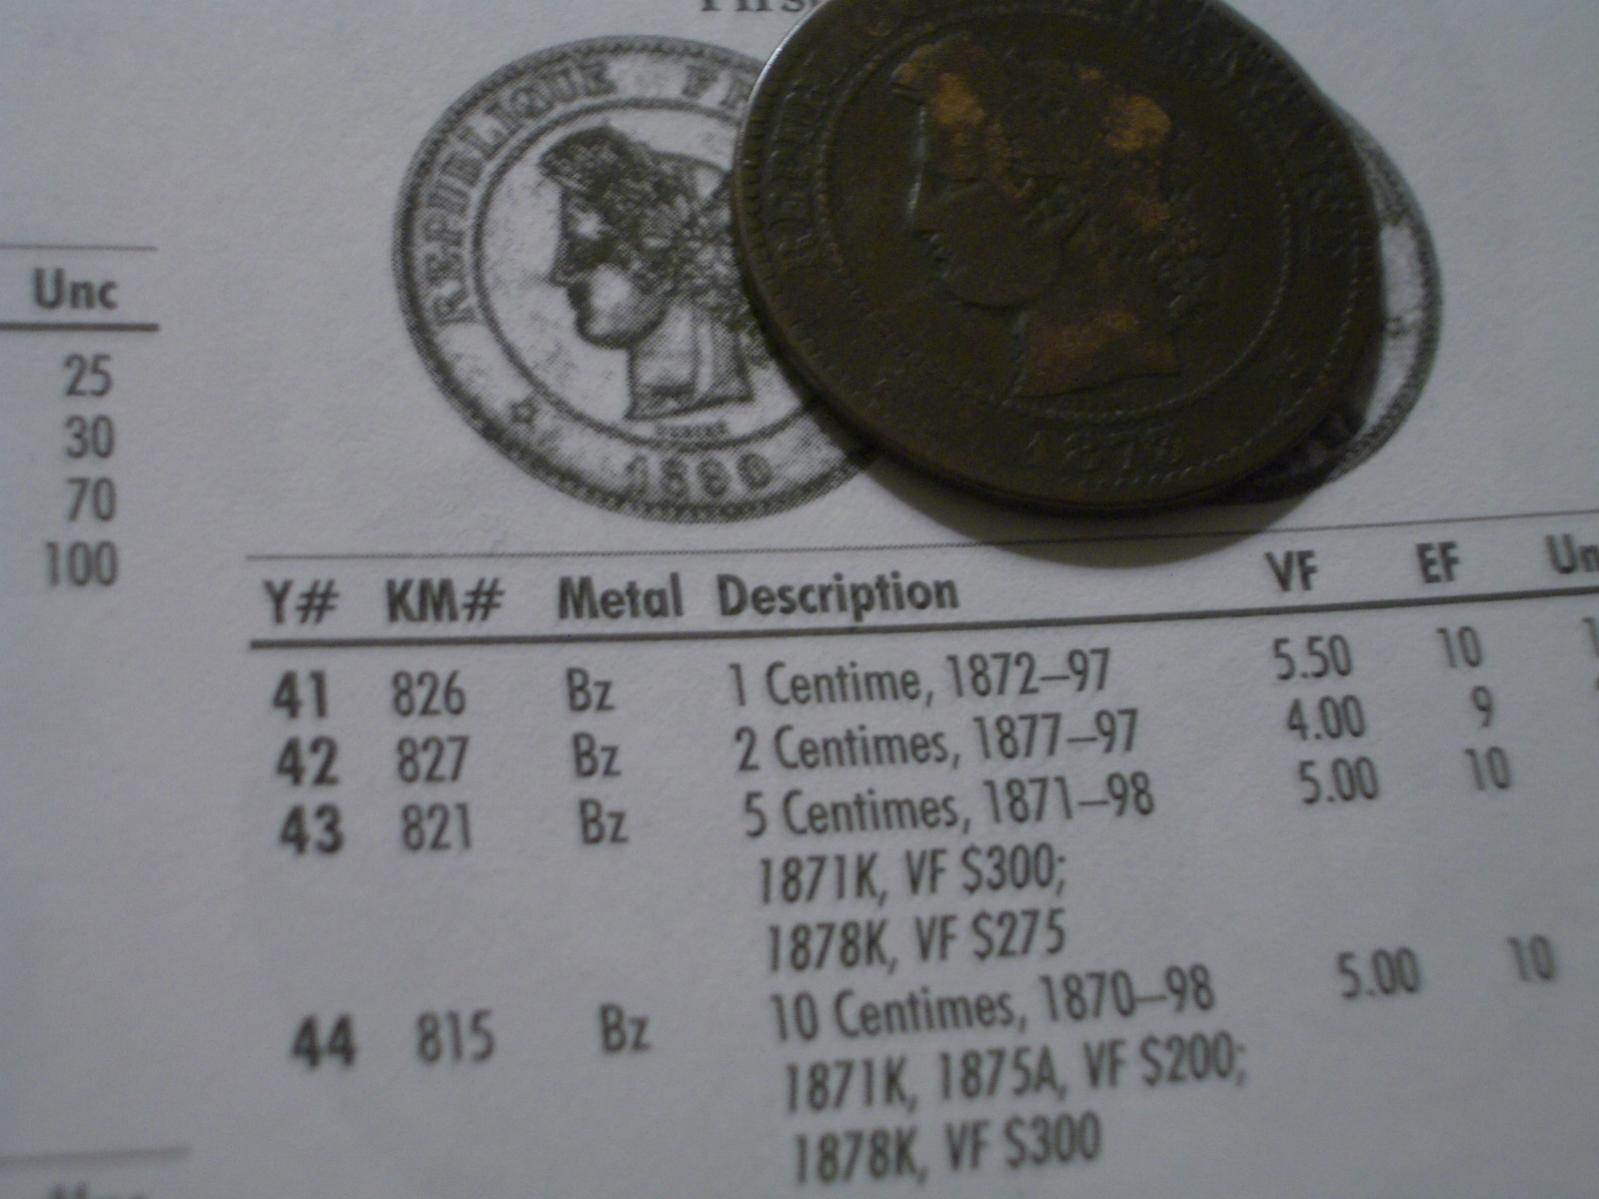 Unc
25
30
70
100
REPUBLIQUE
1878
Y# KM# Metal Description VF EF
41 826 Bz 1 Centime, 1872–97 5.50 10
42 827 Bz 2 Centimes, 1877–97 4.00 9
43 821 Bz 5 Centimes, 1871–98 5.00 10
1871K, VF $300;
1878K, VF $275
44 815 Bz 10 Centimes, 1870–98 5.00 10
1871K, 1875A, VF $200;
1878K, VF $300